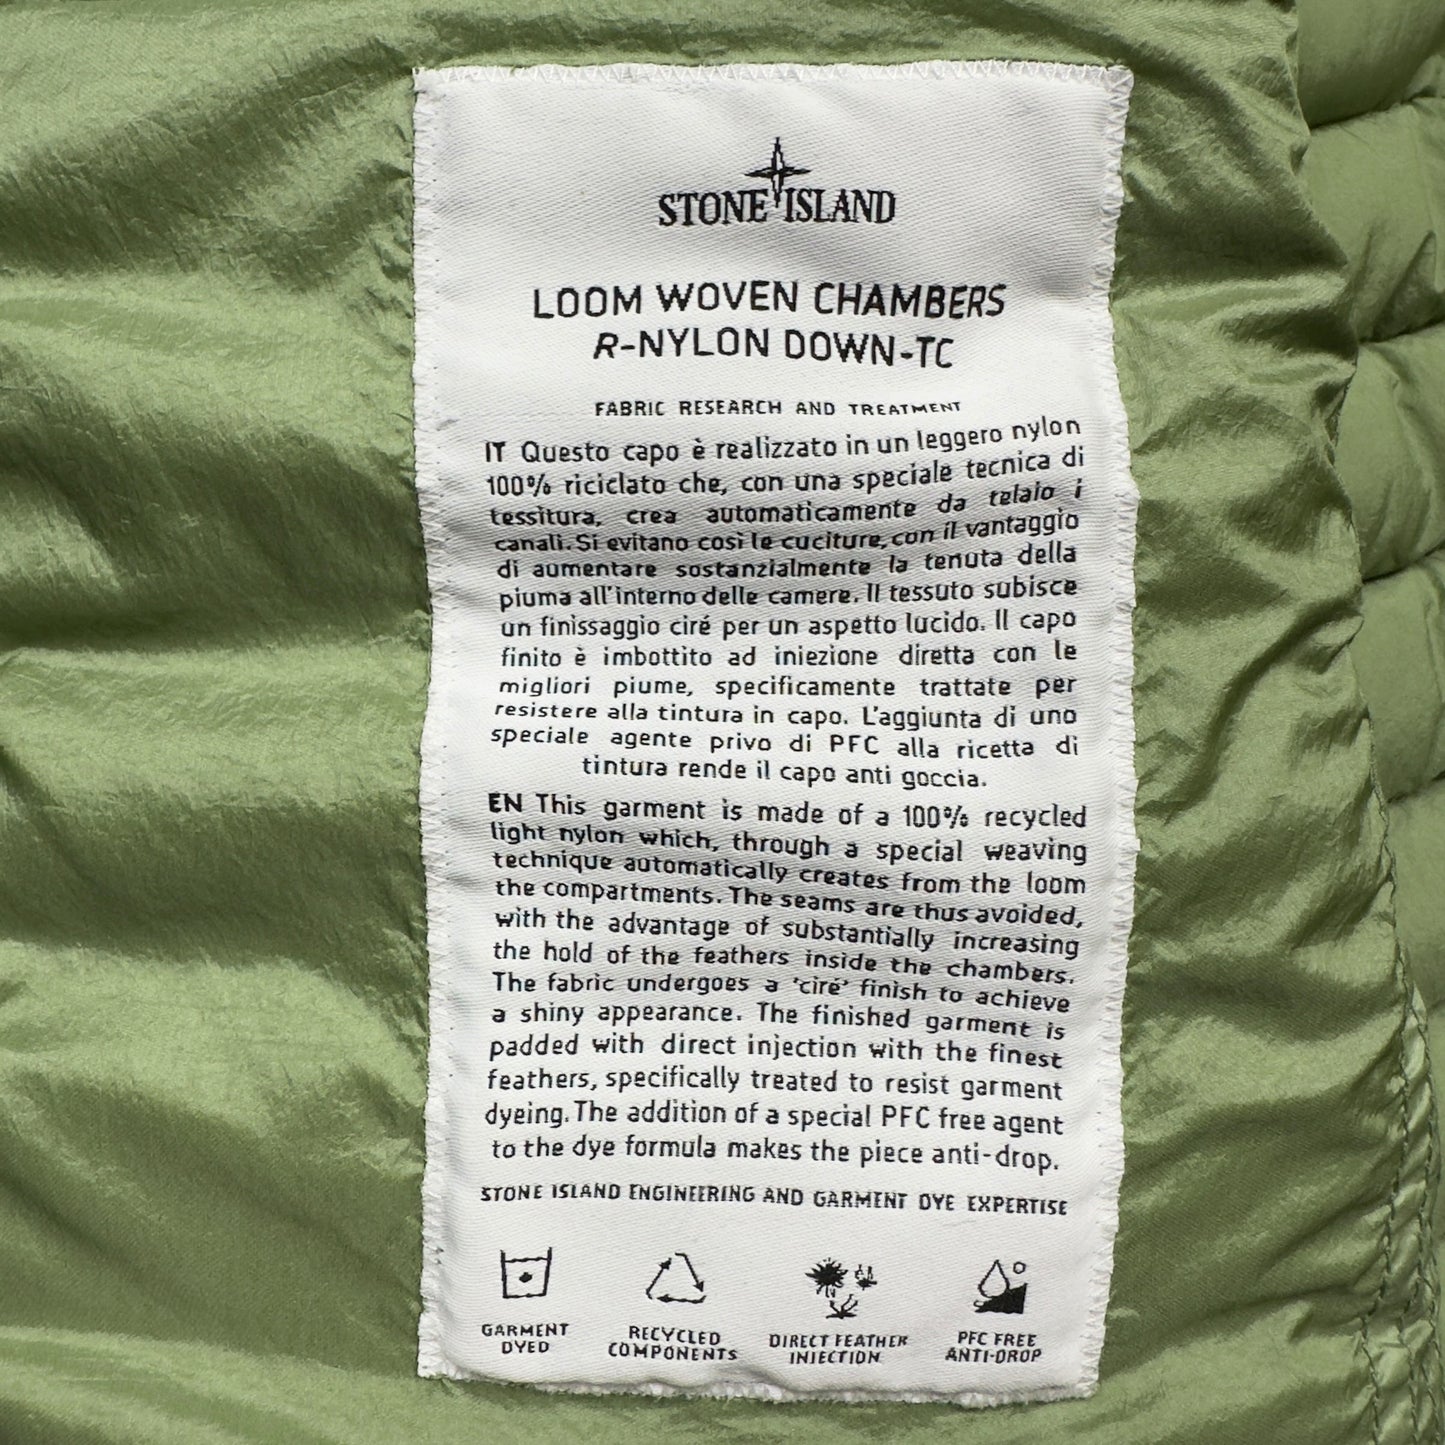 STONE ISLAND
LOOM WOVEN CHAMBERS
R-NYLON DOWN-TC
FABRIC RESEARCH AND TREATMENT
IT Questo capo è realizzato in un leggero nylon
100% riciclato che, con una speciale tecnica di
tessitura, crea automaticamente da telaio i
canali. Si evitano così le cuciture, con il vantaggio
di aumentare sostanzialmente la tenuta della
piuma all'interno delle camere. Il tessuto subisce
un finissaggio ciré per un aspetto lucido. Il capo
finito è imbottito ad iniezione diretta con le
migliori piume, specificamente trattate per
resistere alla tintura in capo. L'aggiunta di uno
speciale agente privo di PFC alla ricetta di
tintura rende il capo anti goccia.
EN This garment is made of a 100% recycled
light nylon which, through a special weaving
technique automatically creates from the loom
the compartments. The seams are thus avoided,
with the advantage of substantially increasing
the hold of the feathers inside the chambers.
The fabric undergoes a 'ciré' finish to achieve
a shiny appearance. The finished garment is
padded with direct injection with the finest
feathers, specifically treated to resist garment
dyeing. The addition of a special PFC free agent
to the dye formula makes the piece anti-drop.
STONE ISLAND ENGINEERING AND GARMENT DYE EXPERTISE
GARMENT
DYED
RECYCLED
COMPONENTS
DIRECT FEATHER
INJECTION
PFC FREE
ANTI-DROP